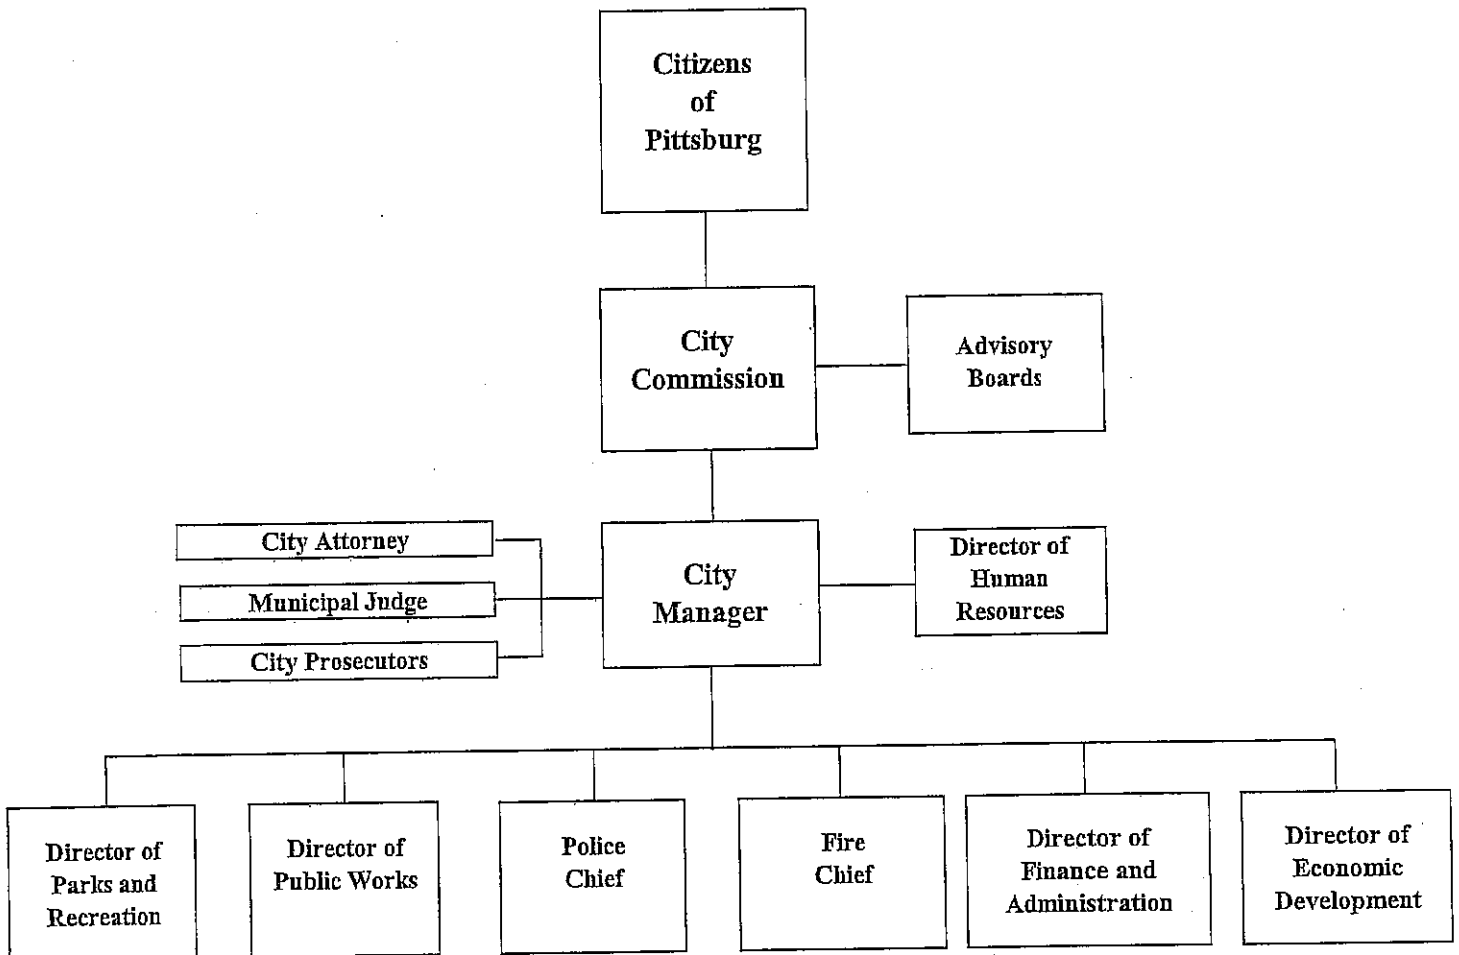 Citizens
of
Pittsburg
City
Commission
Advisory
Boards
City Attorney
Municipal Judge
City Prosecutors
City
Manager
Director of
Human
Resources
Director of
Parks and
Recreation
Director of
Public Works
Police
Chief
Fire
Chief
Director of
Finance and
Administration
Director of
Economic
Development